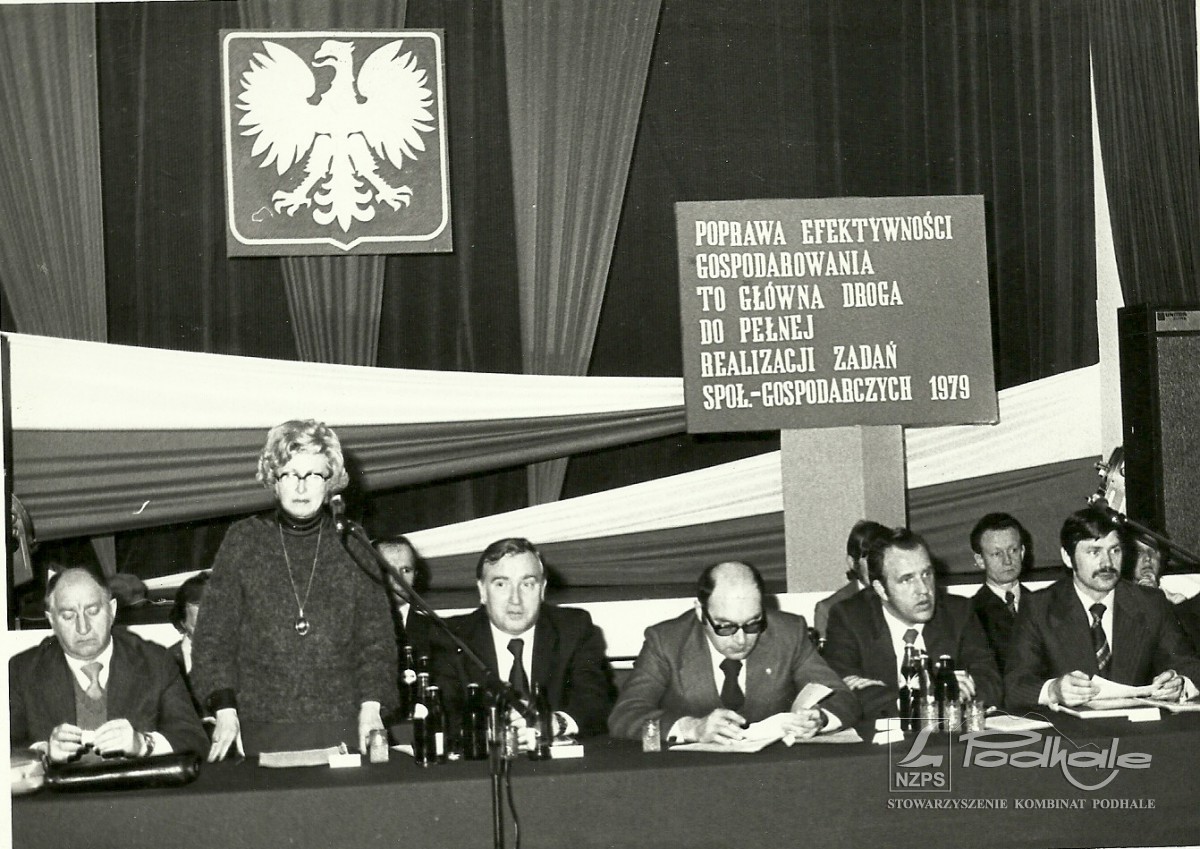 POPRAWA EFEKTYWNOŚCI
GOSPODAROWANIA
TO GŁÓWNA DROGA
DO PEŁNEJ
REALIZACJI ZADAŃ
SPOŁ.-GOSPODARCZYCH 1979
NZPS Podhale
STOWARZYSZENIE KOMBINAT PODHALE